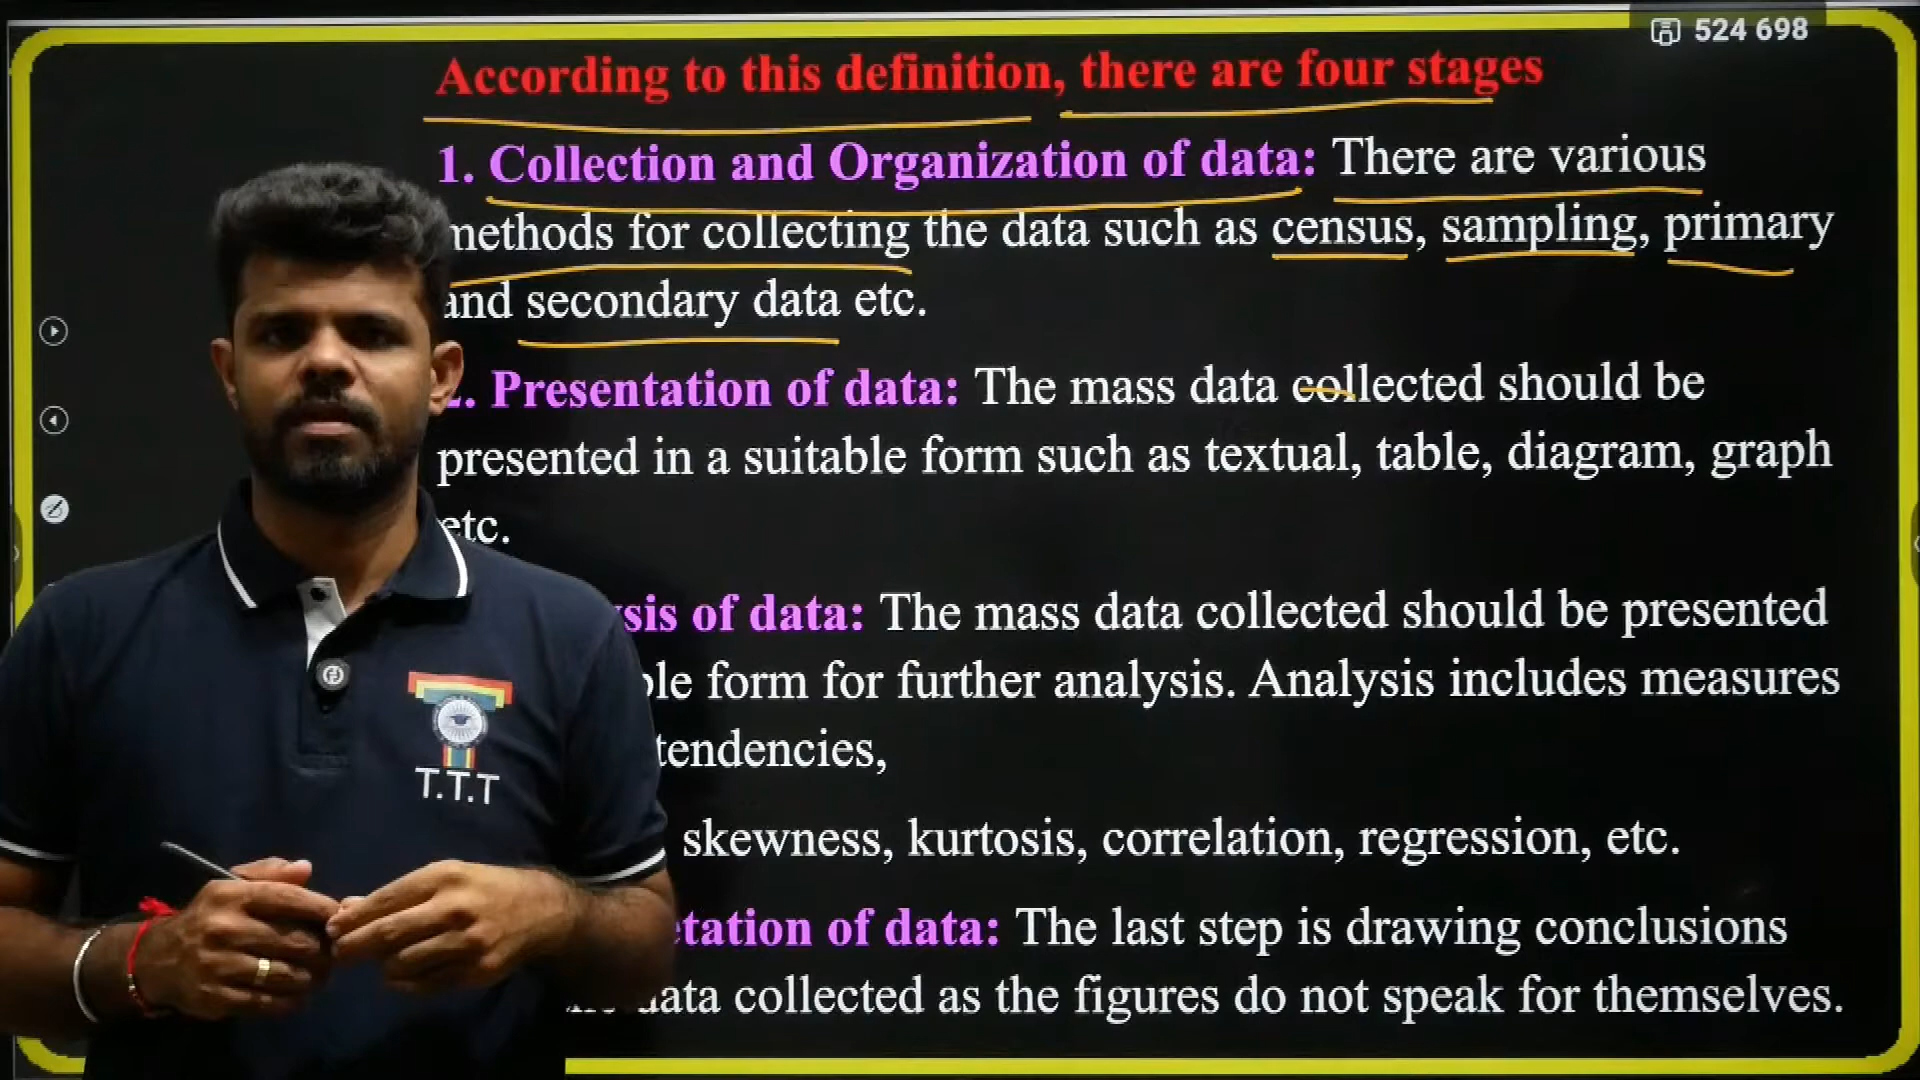 524 698
According to this definition, there are four stages
1. Collection and Organization of data: There are various
methods for collecting the data such as census, sampling, primary
and secondary data etc.
2. Presentation of data: The mass data collected should be
presented in a suitable form such as textual, table, diagram, graph
etc.
sis of data: The mass data collected should be presented
ble form for further analysis. Analysis includes measures
tendencies,
skewness, kurtosis, correlation, regression, etc.
etation of data: The last step is drawing conclusions
data collected as the figures do not speak for themselves.
T.T.T